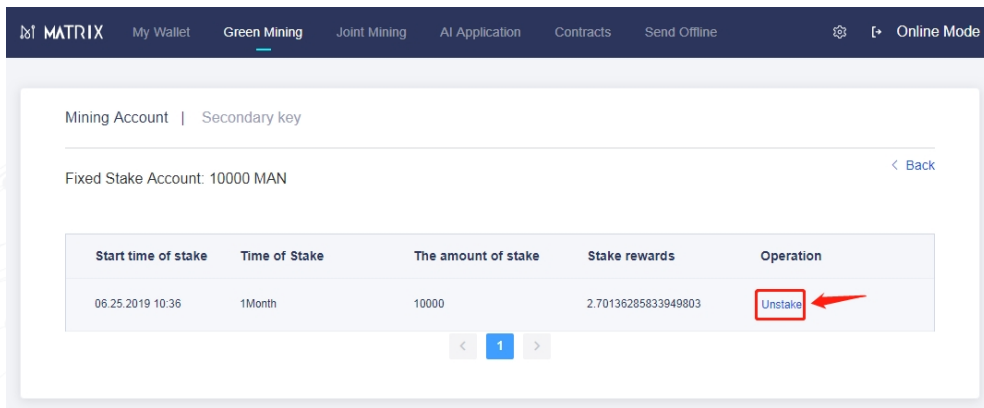 MATRIX My Wallet Green Mining Joint Mining AI Application Contracts Send Offline Online Mode
Mining Account | Secondary key
< Back
Fixed Stake Account: 10000 MAN
Start time of stake Time of Stake The amount of stake Stake rewards Operation
06.25.2019 10:36 1Month 10000 2.70136285833949803 Unstake
< 1 >